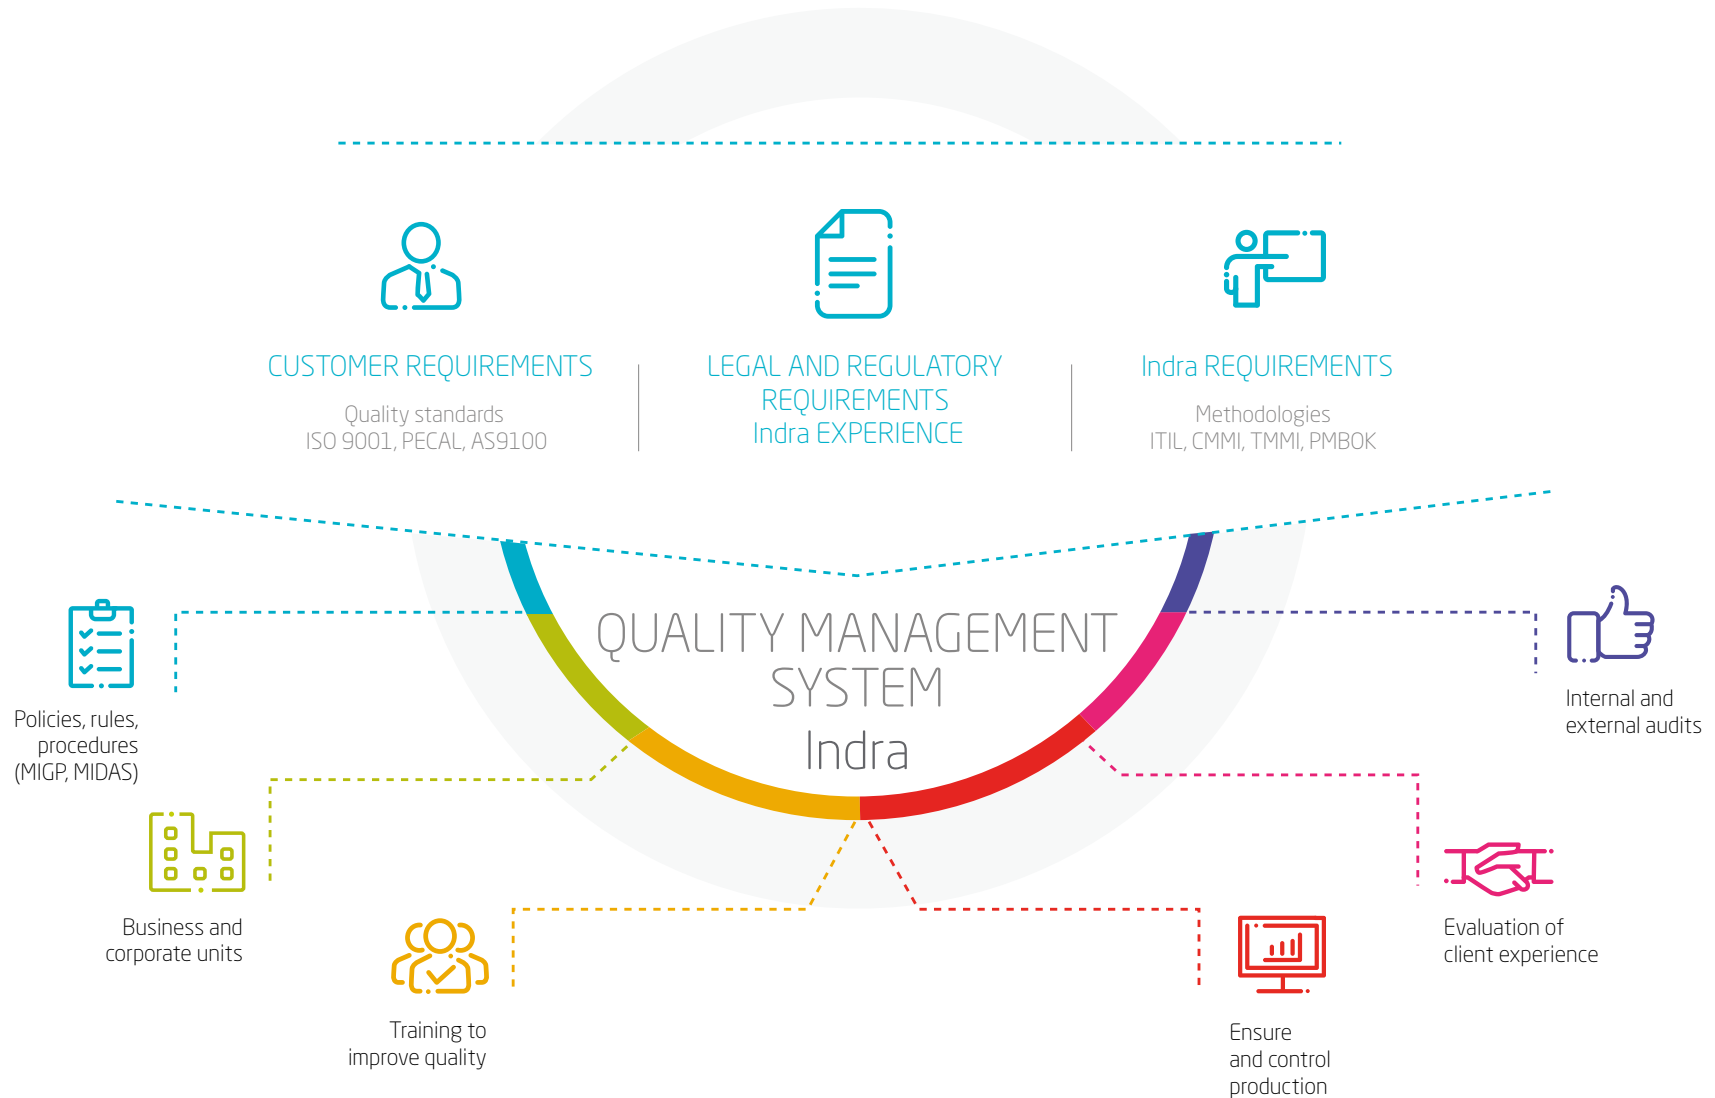 CUSTOMER REQUIREMENTS
Quality standards
ISO 9001, PECAL, AS9100
LEGAL AND REGULATORY
REQUIREMENTS
Indra EXPERIENCE
Indra REQUIREMENTS
Methodologies
ITIL, CMMI, TMMI, PMBOK
QUALITY MANAGEMENT
SYSTEM
Indra
Policies, rules,
procedures
(MIGP, MIDAS)
Business and
corporate units
Training to
improve quality
Ensure
and control
production
Evaluation of
client experience
Internal and
external audits